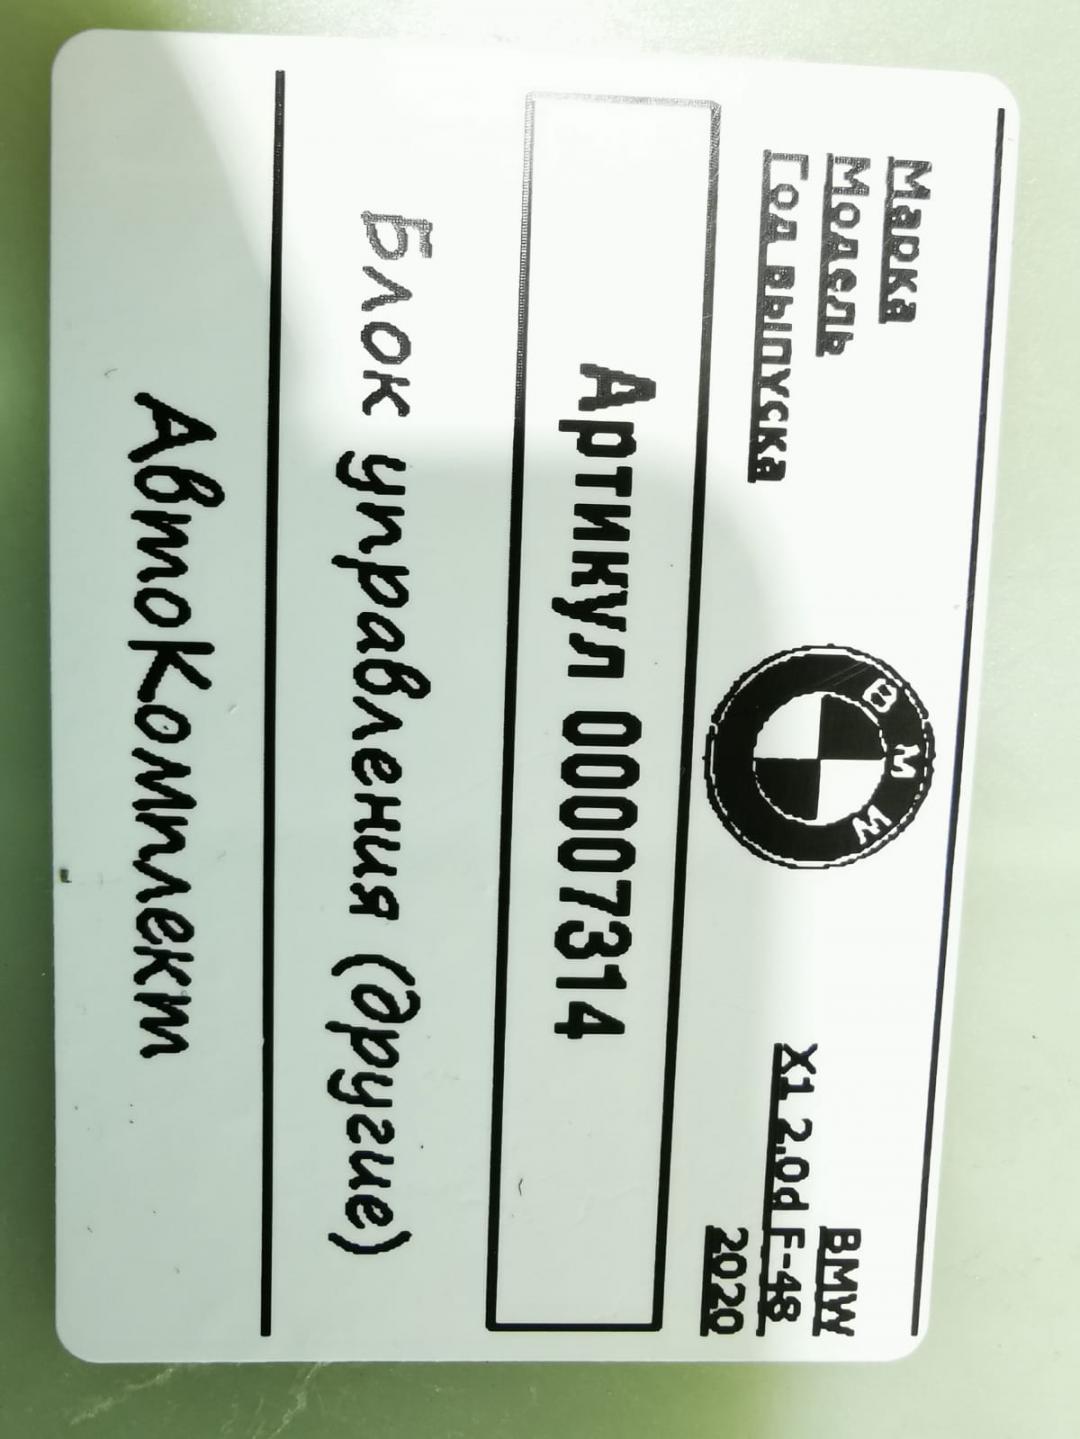 Марка BMW
Модель X1 2.0d F-48
Год выпуска 2020
BMW
Артикул 00007314
Блок управления (другие)
АвтоКомплект